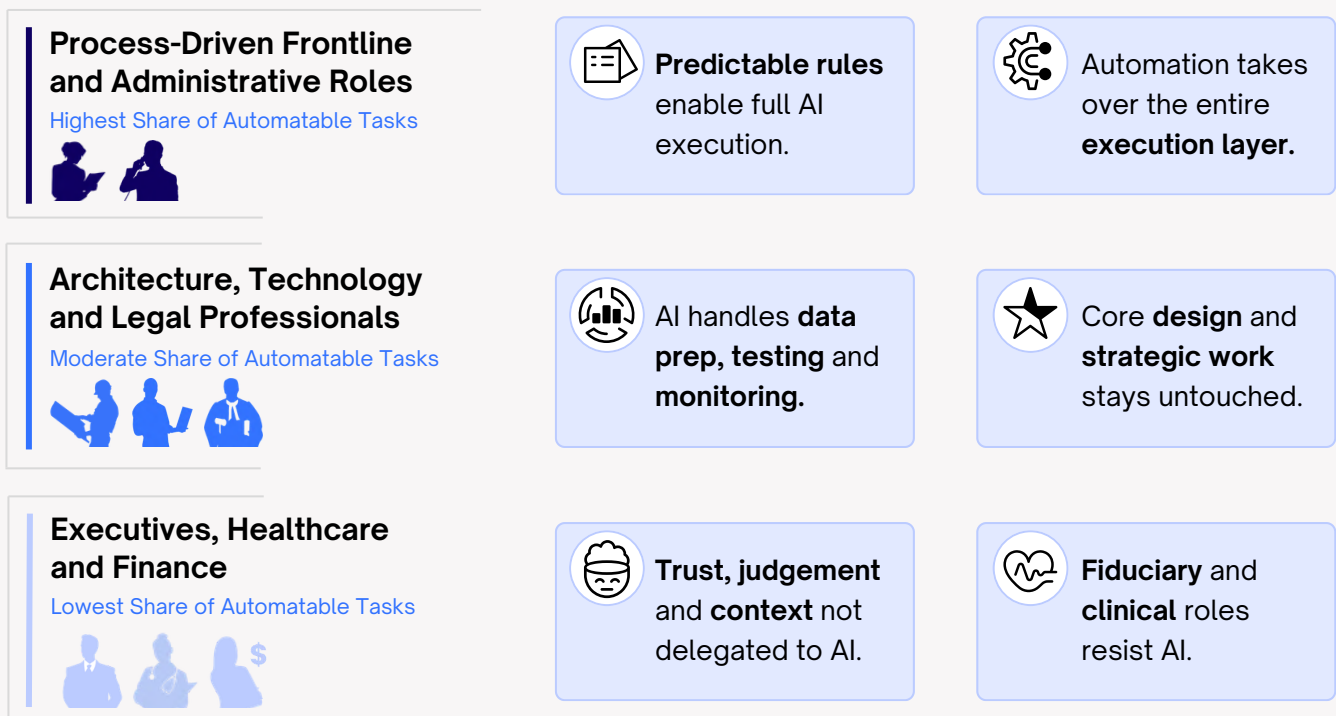 Process-Driven Frontline
and Administrative Roles
Highest Share of Automatable Tasks
Predictable rules
enable full AI
execution.
Automation takes
over the entire
execution layer.
Architecture, Technology
and Legal Professionals
Moderate Share of Automatable Tasks
AI handles data
prep, testing and
monitoring.
Core design and
strategic work
stays untouched.
Executives, Healthcare
and Finance
Lowest Share of Automatable Tasks
$
Trust, judgement
and context not
delegated to AI.
Fiduciary and
clinical roles
resist AI.